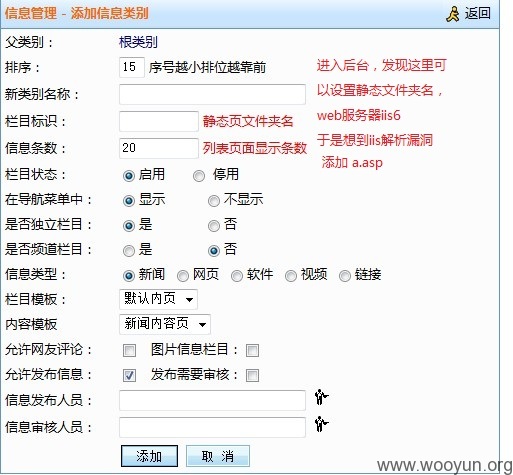 信息管理 - 添加信息类别
返回
父类别：
根类别
排序：
15 序号越小排位越靠前
新类别名称：
栏目标识：
静态页文件夹名
信息条数：
20 列表页面显示条数
栏目状态：
启用 停用
在导航菜单中：
显示 不显示
是否独立栏目：
是 否
是否频道栏目：
是 否
信息类型：
新闻 网页 软件 视频 链接
栏目模板：
默认内页
内容模板
新闻内容页
允许网友评论：
图片信息栏目：
允许发布信息：
发布需要审核：
信息发布人员：
信息审核人员：
添加 取 消
进入后台，发现这里可
以设置静态文件夹名，
web服务器iis6
于是想到iis解析漏洞
添加 a.asp
www.wooyun.org